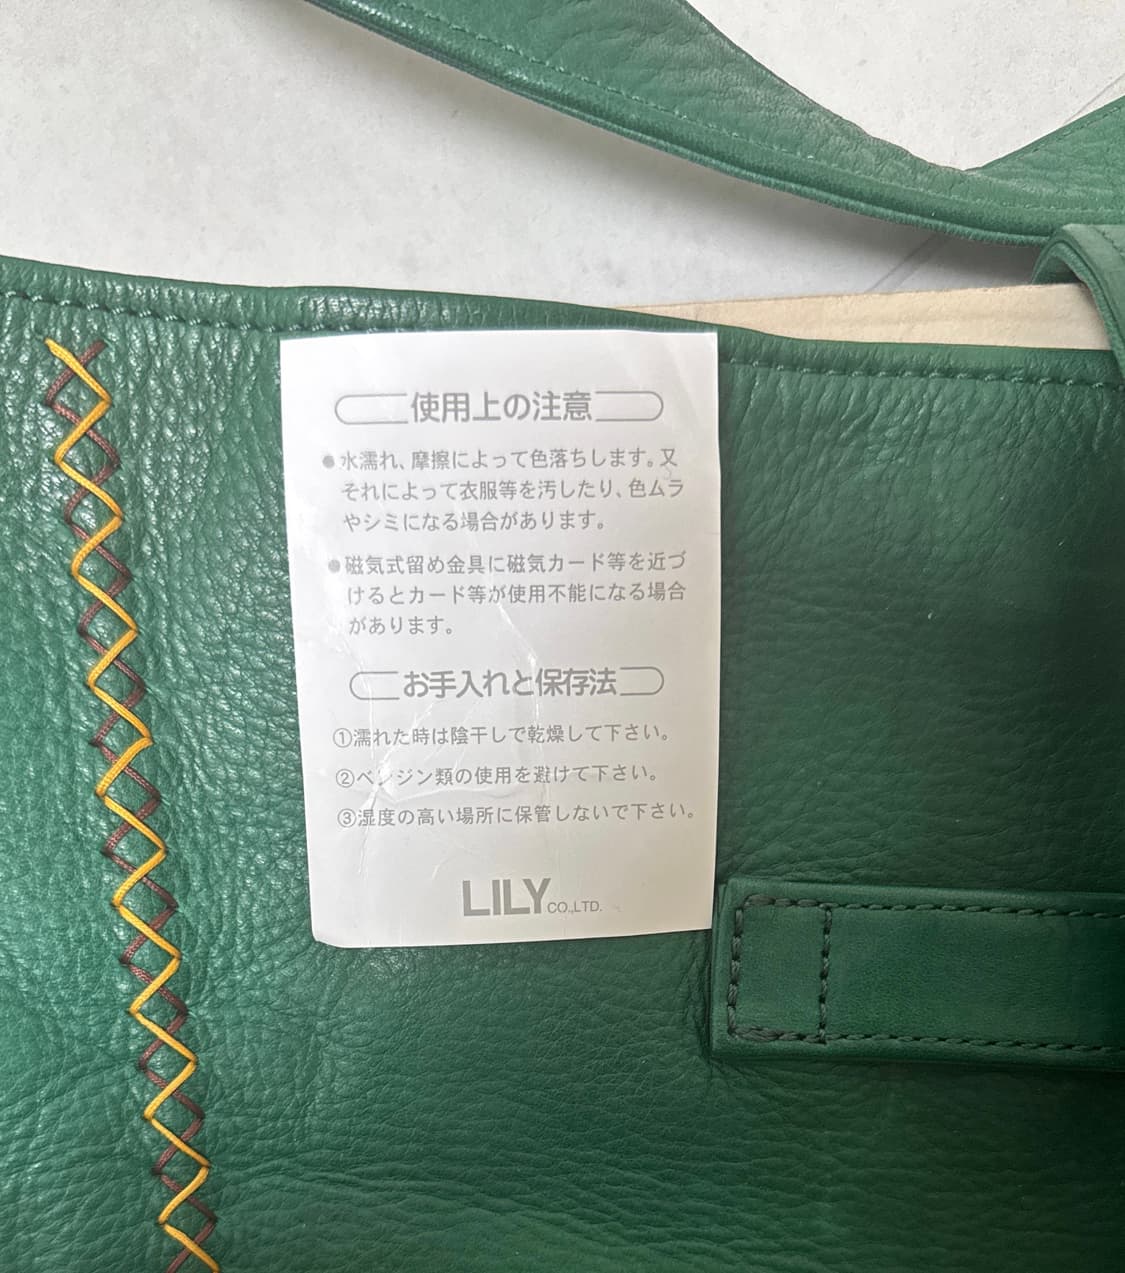 使用上の注意
●水濡れ、摩擦によって色落ちします。又
それによって衣服等を汚したり、色ムラ
やシミになる場合があります。
●磁気式留め金具に磁気カード等を近づ
けるとカード等が使用不能になる場合
があります。
お手入れと保存法
①濡れた時は陰干しで乾燥して下さい。
②ベンジン類の使用を避けて下さい。
③湿度の高い場所に保管しないで下さい。
LILY CO.,LTD.